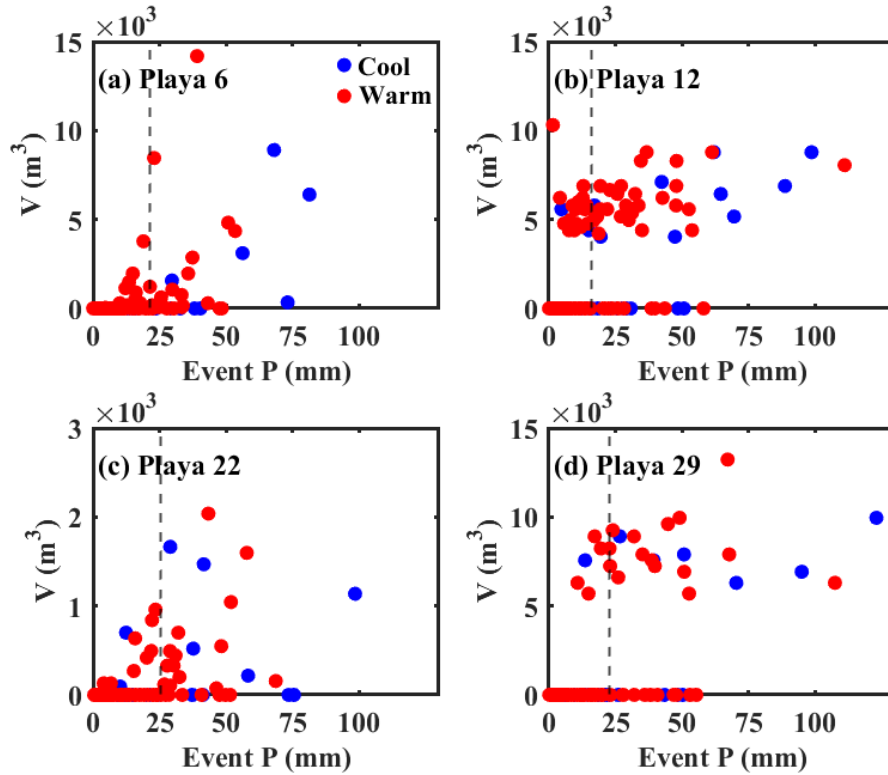 ×10³
15
10
5
0
V (m³)
(a) Playa 6
Cool
Warm
0 25 50 75 100
Event P (mm)
×10³
15
10
5
0
V (m³)
(b) Playa 12
0 25 50 75 100
Event P (mm)
×10³
3
2
1
0
V (m³)
(c) Playa 22
0 25 50 75 100
Event P (mm)
×10³
15
10
5
0
V (m³)
(d) Playa 29
0 25 50 75 100
Event P (mm)